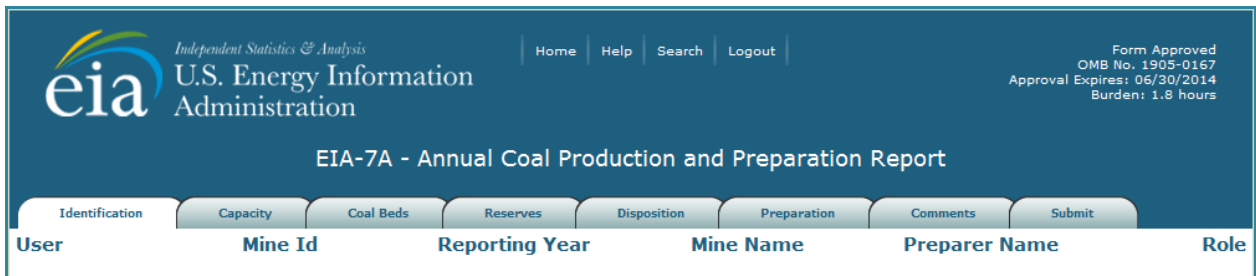 eia
Independent Statistics & Analysis
U.S. Energy Information
Administration
Home Help Search Logout
Form Approved
OMB No. 1905-0167
Approval Expires: 06/30/2014
Burden: 1.8 hours
EIA-7A - Annual Coal Production and Preparation Report
Identification Capacity Coal Beds Reserves Disposition Preparation Comments Submit
User Mine Id Reporting Year Mine Name Preparer Name Role